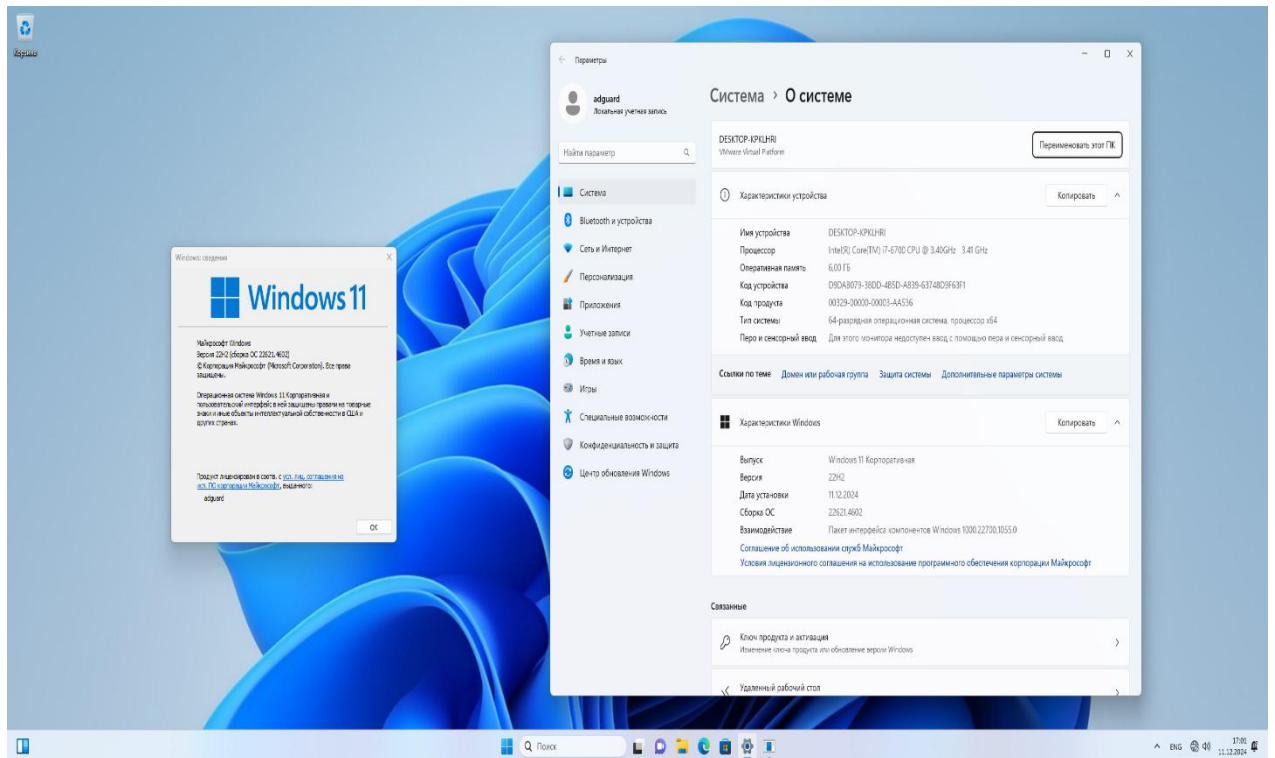 Корзина
Windows: сведения
Windows 11
Майкрософт Windows
Версия 22H2 (сборка ОС 22621.4602)
© Корпорация Майкрософт (Microsoft Corporation). Все права
защищены.
Операционная система Windows 11 Корпоративная и
пользовательский интерфейс в ней защищены правами на товарные
знаки и иные объекты интеллектуальной собственности в США и
других странах.
Продукт лицензирован в соотв. с усл. лиц. соглашения на
исп. ПО корпорации Майкрософт, выданного:
adguard
ОК
Параметры
adguard
Локальная учетная запись
Найти параметр
Система
Bluetooth и устройства
Сеть и Интернет
Персонализация
Приложения
Учетные записи
Время и язык
Игры
Специальные возможности
Конфиденциальность и защита
Центр обновления Windows
Система › О системе
DESKTOP-KPKLHRI
VMware Virtual Platform
Переименовать этот ПК
Характеристики устройства
Копировать
Имя устройства DESKTOP-KPKLHRI
Процессор Intel(R) Core(TM) i7-6700 CPU @ 3.40GHz 3.41 GHz
Оперативная память 6,00 ГБ
Код устройства D9DA8079-38DD-4B5D-A839-63748D9F63F1
Код продукта 00329-00000-00003-AA536
Тип системы 64-разрядная операционная система, процессор x64
Перо и сенсорный ввод Для этого монитора недоступен ввод с помощью пера и сенсорный ввод
Ссылки по теме Домен или рабочая группа Защита системы Дополнительные параметры системы
Характеристики Windows
Копировать
Выпуск Windows 11 Корпоративная
Версия 22H2
Дата установки 11.12.2024
Сборка ОС 22621.4602
Взаимодействие Пакет интерфейса компонентов Windows 1000.22700.1055.0
Соглашение об использовании служб Майкрософт
Условия лицензионного соглашения на использование программного обеспечения корпорации Майкрософт
Связанные
Ключ продукта и активация
Изменение ключа продукта или обновление версии Windows
Удаленный рабочий стол
Поиск
ENG
17:01
11.12.2024